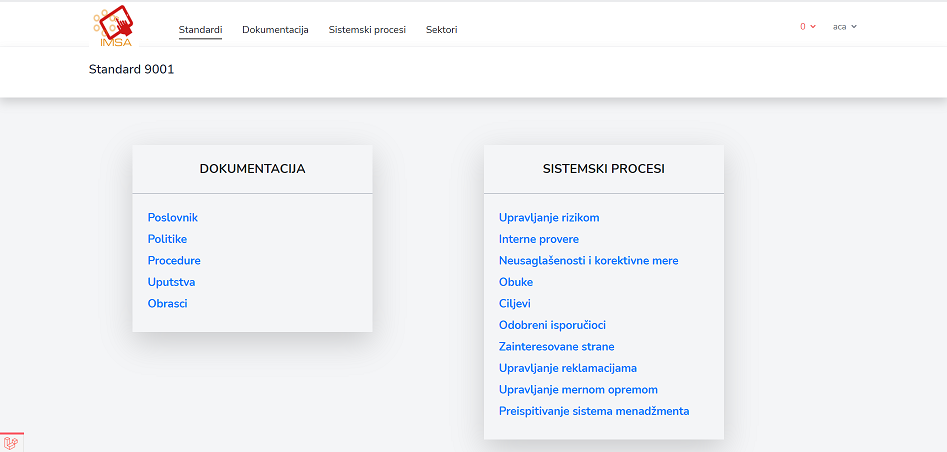 IMSA
Standardi
Dokumentacija
Sistemski procesi
Sektori
0
aca
Standard 9001
DOKUMENTACIJA
Poslovnik
Politike
Procedure
Uputstva
Obrasci
SISTEMSKI PROCESI
Upravljanje rizikom
Interne provere
Neusaglašenosti i korektivne mere
Obuke
Ciljevi
Odobreni isporučioci
Zainteresovane strane
Upravljanje reklamacijama
Upravljanje mernom opremom
Preispitivanje sistema menadžmenta